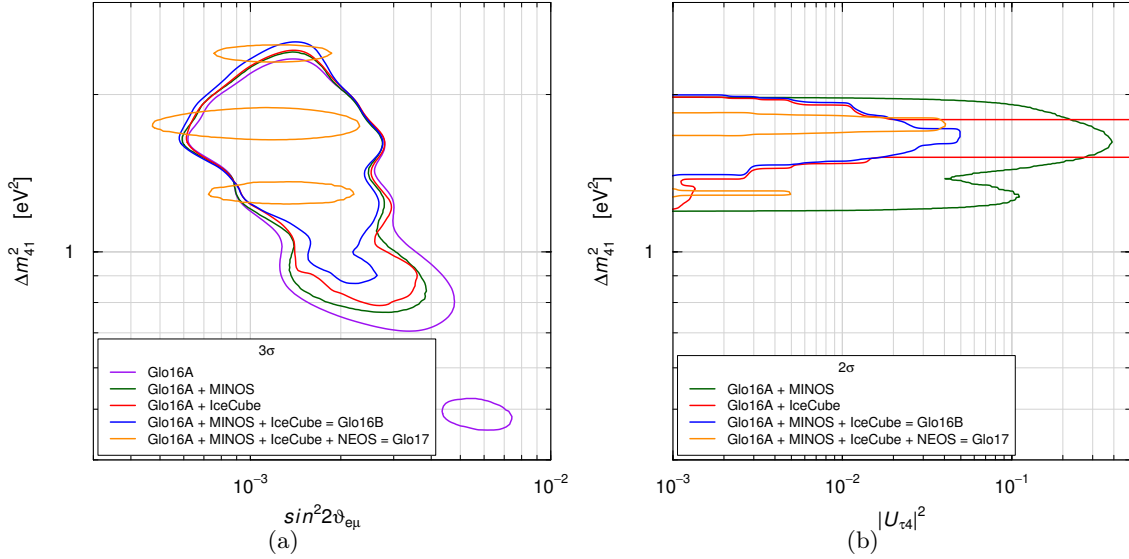 Δm²₄₁ [eV²]
1
3σ
Glo16A
Glo16A + MINOS
Glo16A + IceCube
Glo16A + MINOS + IceCube = Glo16B
Glo16A + MINOS + IceCube + NEOS = Glo17
10⁻³
10⁻²
sin²2ϑₑμ
(a)
Δm²₄₁ [eV²]
1
2σ
Glo16A + MINOS
Glo16A + IceCube
Glo16A + MINOS + IceCube = Glo16B
Glo16A + MINOS + IceCube + NEOS = Glo17
10⁻³
10⁻²
10⁻¹
|Uτ₄|²
(b)